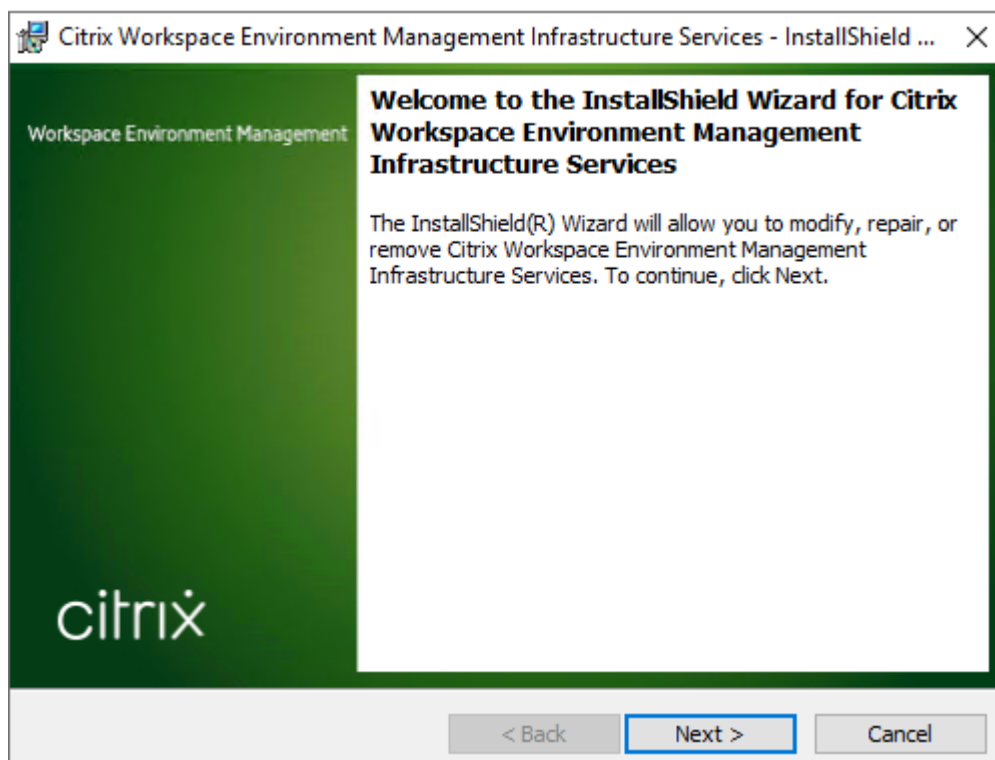 Citrix Workspace Environment Management Infrastructure Services - InstallShield ...
Workspace Environment Management
Welcome to the InstallShield Wizard for Citrix
Workspace Environment Management
Infrastructure Services
The InstallShield(R) Wizard will allow you to modify, repair, or
remove Citrix Workspace Environment Management
Infrastructure Services. To continue, click Next.
citrix
< Back
Next >
Cancel